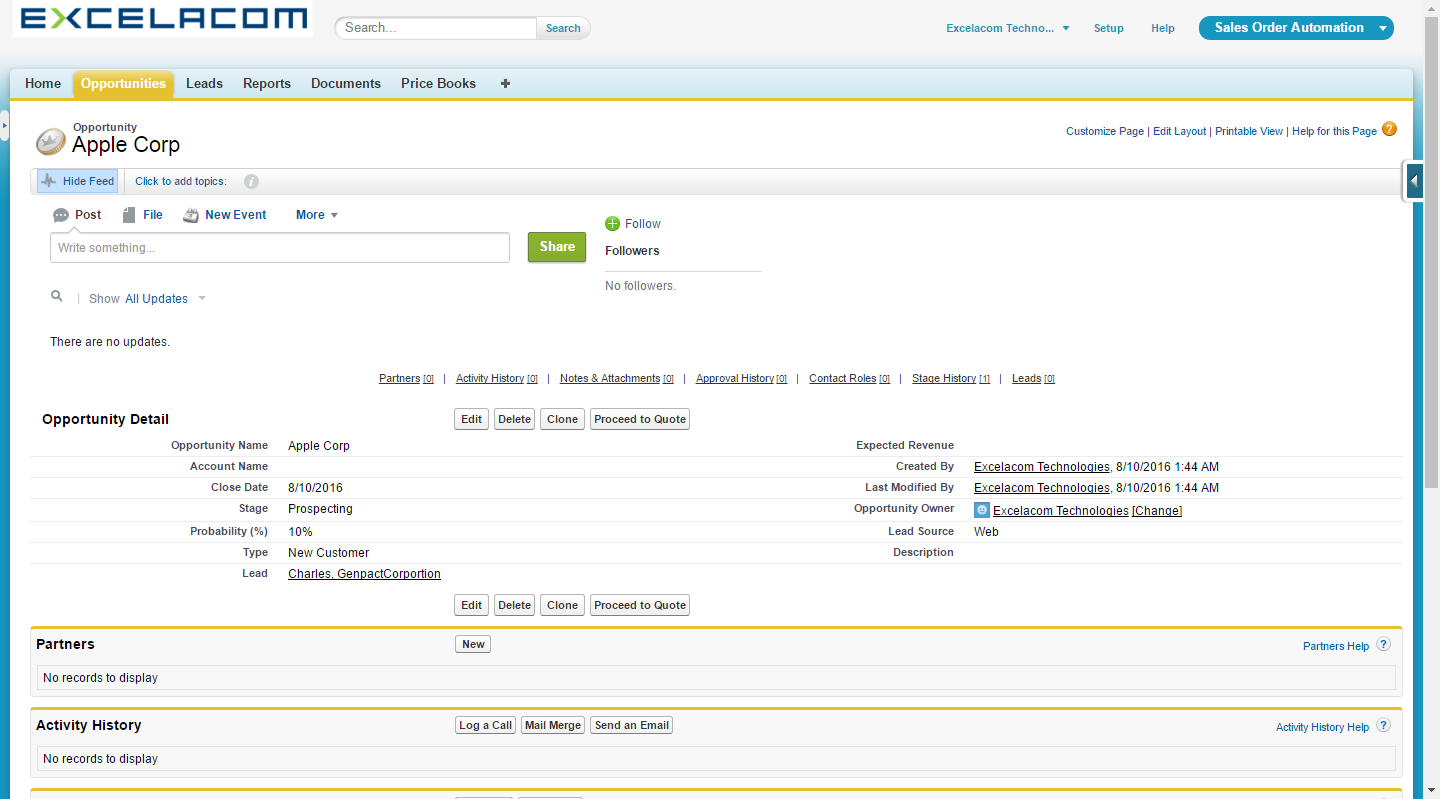 EXCELACOM
Search... Search
Excelacom Techno... Setup Help Sales Order Automation
Home Opportunities Leads Reports Documents Price Books +
Opportunity
Apple Corp
Customize Page | Edit Layout | Printable View | Help for this Page ?
Hide Feed Click to add topics: i
Post File New Event More
Write something... Share
Follow
Followers
No followers.
| Show All Updates
There are no updates.
Partners [0] | Activity History [0] | Notes & Attachments [0] | Approval History [0] | Contact Roles [0] | Stage History [1] | Leads [0]
Opportunity Detail Edit Delete Clone Proceed to Quote
Opportunity Name Apple Corp Expected Revenue
Account Name Created By Excelacom Technologies, 8/10/2016 1:44 AM
Close Date 8/10/2016 Last Modified By Excelacom Technologies, 8/10/2016 1:44 AM
Stage Prospecting Opportunity Owner Excelacom Technologies [Change]
Probability (%) 10% Lead Source Web
Type New Customer Description
Lead Charles, GenpactCorportion
Edit Delete Clone Proceed to Quote
Partners New Partners Help ?
No records to display
Activity History Log a Call Mail Merge Send an Email Activity History Help ?
No records to display